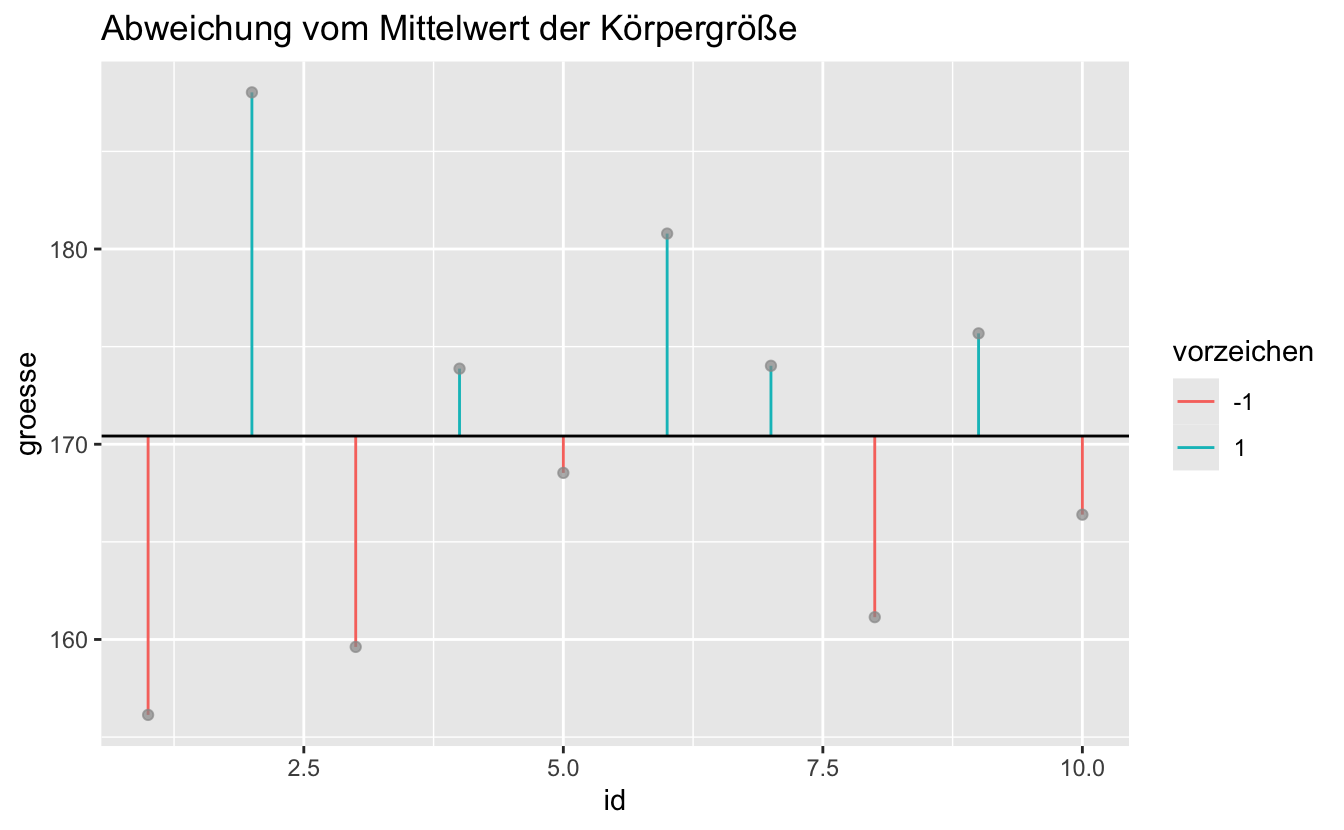 Abweichung vom Mittelwert der Körpergröße
groesse
180
170
160
2.5
5.0
7.5
10.0
id
vorzeichen
-1
1